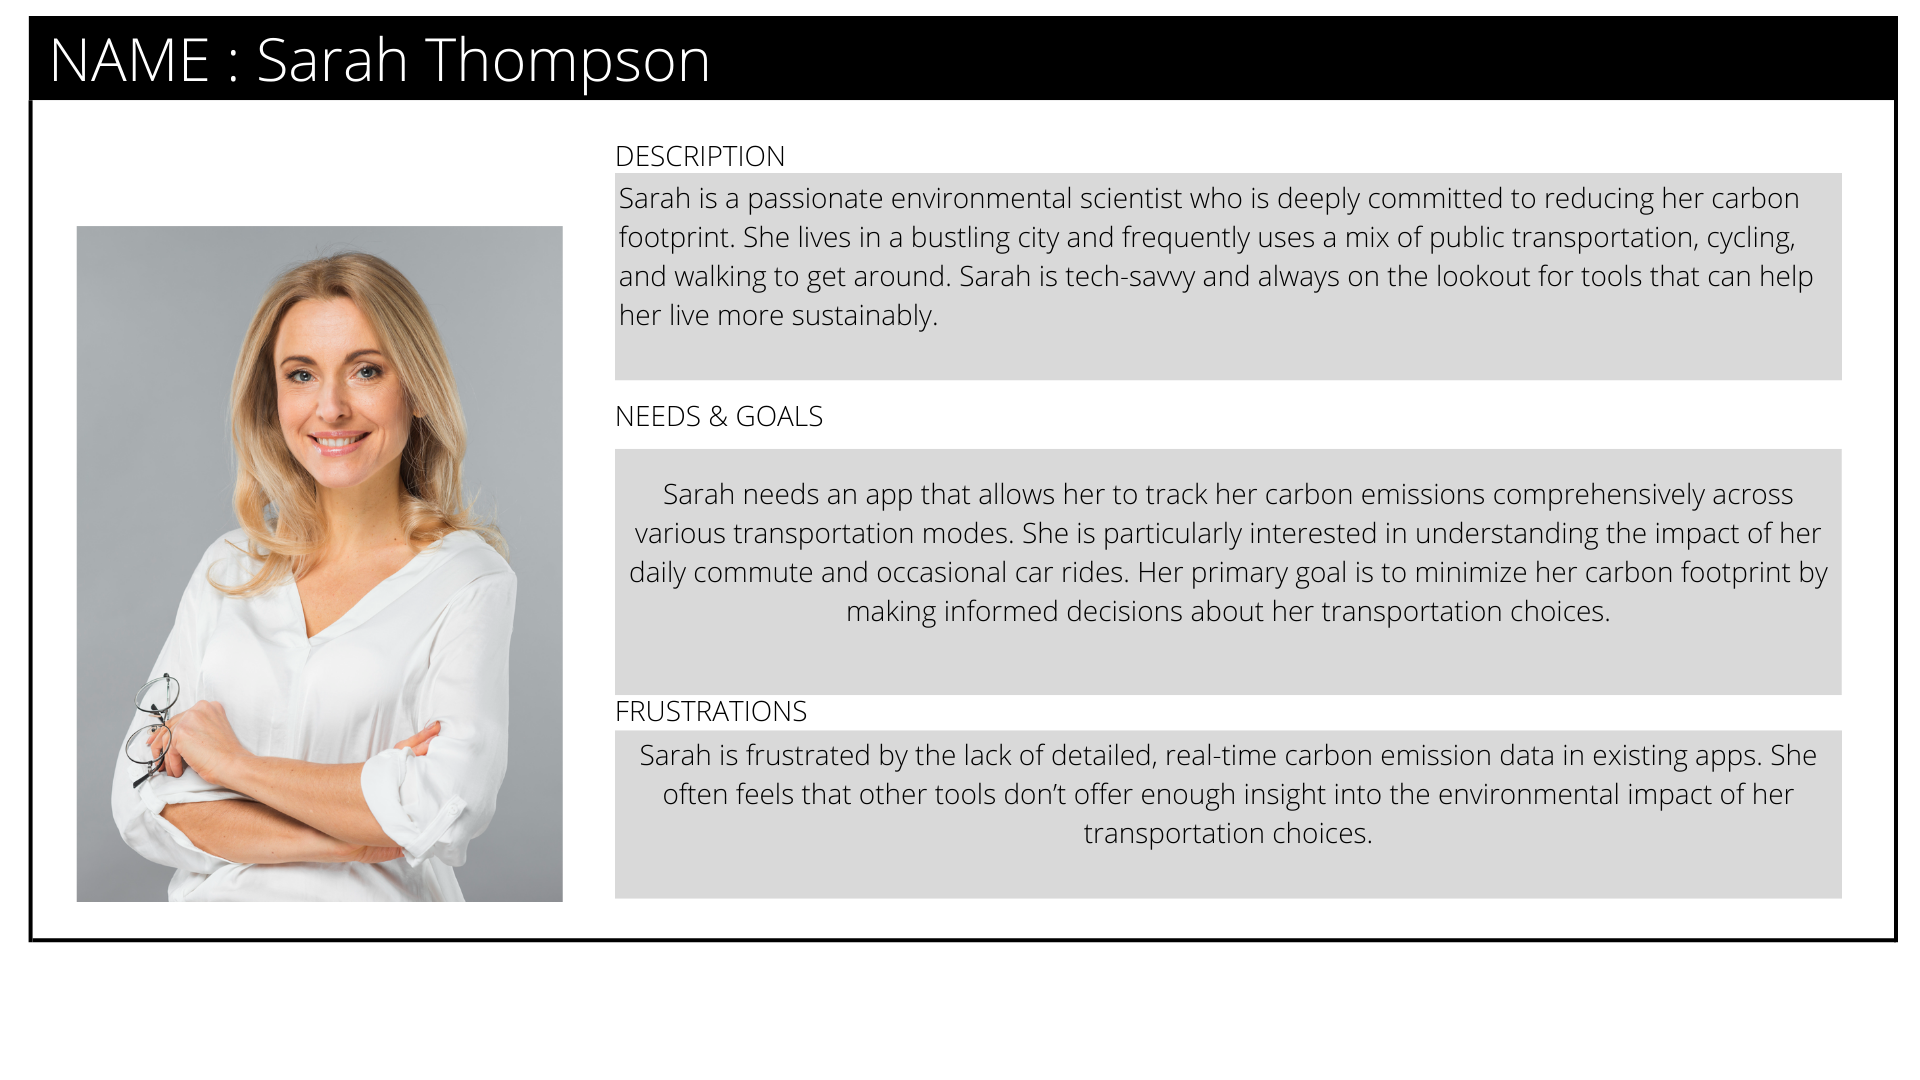 NAME : Sarah Thompson
DESCRIPTION
Sarah is a passionate environmental scientist who is deeply committed to reducing her carbon
footprint. She lives in a bustling city and frequently uses a mix of public transportation, cycling,
and walking to get around. Sarah is tech-savvy and always on the lookout for tools that can help
her live more sustainably.
NEEDS & GOALS
Sarah needs an app that allows her to track her carbon emissions comprehensively across
various transportation modes. She is particularly interested in understanding the impact of her
daily commute and occasional car rides. Her primary goal is to minimize her carbon footprint by
making informed decisions about her transportation choices.
FRUSTRATIONS
Sarah is frustrated by the lack of detailed, real-time carbon emission data in existing apps. She
often feels that other tools don’t offer enough insight into the environmental impact of her
transportation choices.